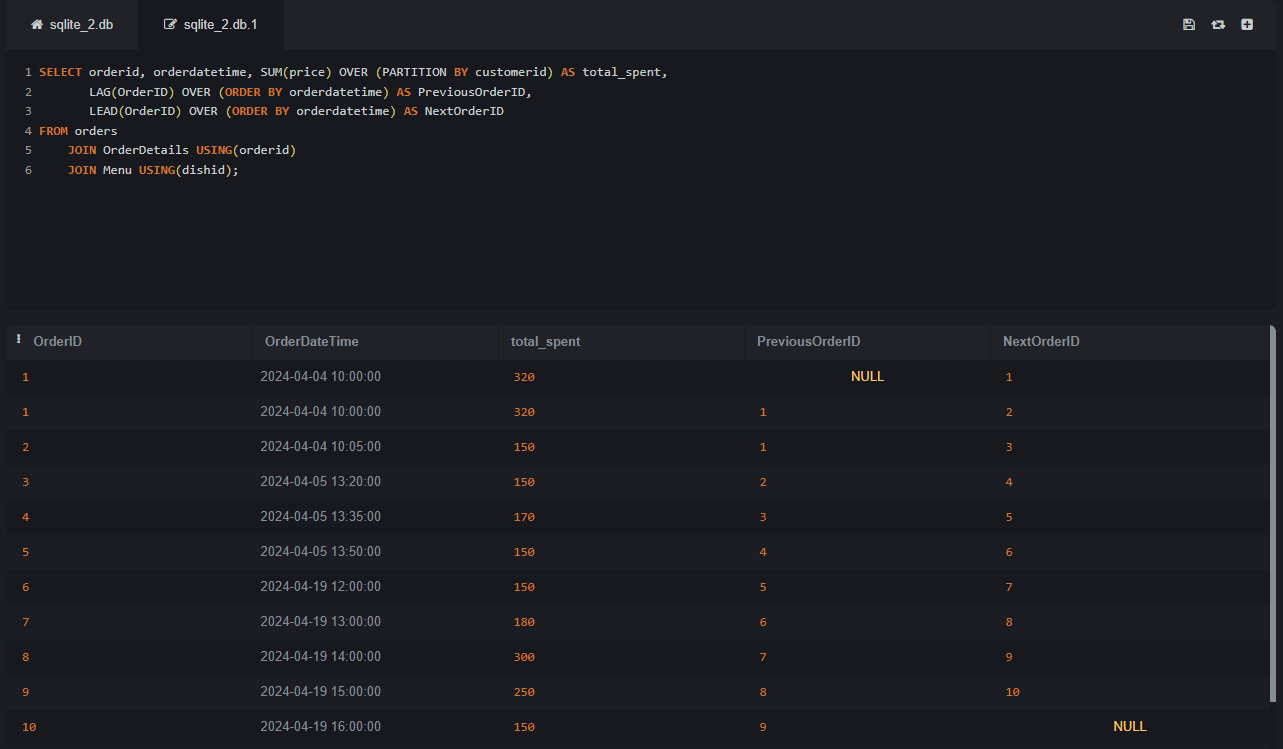 sqlite_2.db sqlite_2.db.1
1 SELECT orderid, orderdatetime, SUM(price) OVER (PARTITION BY customerid) AS total_spent,
2 LAG(OrderID) OVER (ORDER BY orderdatetime) AS PreviousOrderID,
3 LEAD(OrderID) OVER (ORDER BY orderdatetime) AS NextOrderID
4 FROM orders
5 JOIN OrderDetails USING(orderid)
6 JOIN Menu USING(dishid);
OrderID OrderDateTime total_spent PreviousOrderID NextOrderID
1 2024-04-04 10:00:00 320 NULL 1
1 2024-04-04 10:00:00 320 1 2
2 2024-04-04 10:05:00 150 1 3
3 2024-04-05 13:20:00 150 2 4
4 2024-04-05 13:35:00 170 3 5
5 2024-04-05 13:50:00 150 4 6
6 2024-04-19 12:00:00 150 5 7
7 2024-04-19 13:00:00 180 6 8
8 2024-04-19 14:00:00 300 7 9
9 2024-04-19 15:00:00 250 8 10
10 2024-04-19 16:00:00 150 9 NULL